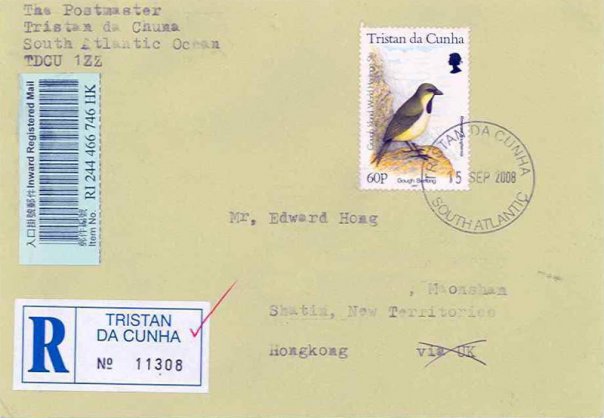 The Postmaster
Tristan da Chuna
South Atlantic Ocean
TDCU 1ZZ
入口掛號郵件 Inward Registered Mail
RI 244 466 746 HK
郵件編號
Item No.
Tristan da Cunha
60P
Gough Bunting
TRISTAN DA CUNHA
15 SEP 2008
SOUTH ATLANTIC
Mr, Edward Hong
, Maonshan
Shatin, New Territories
Hongkong via UK
R
TRISTAN
DA CUNHA
No 11308